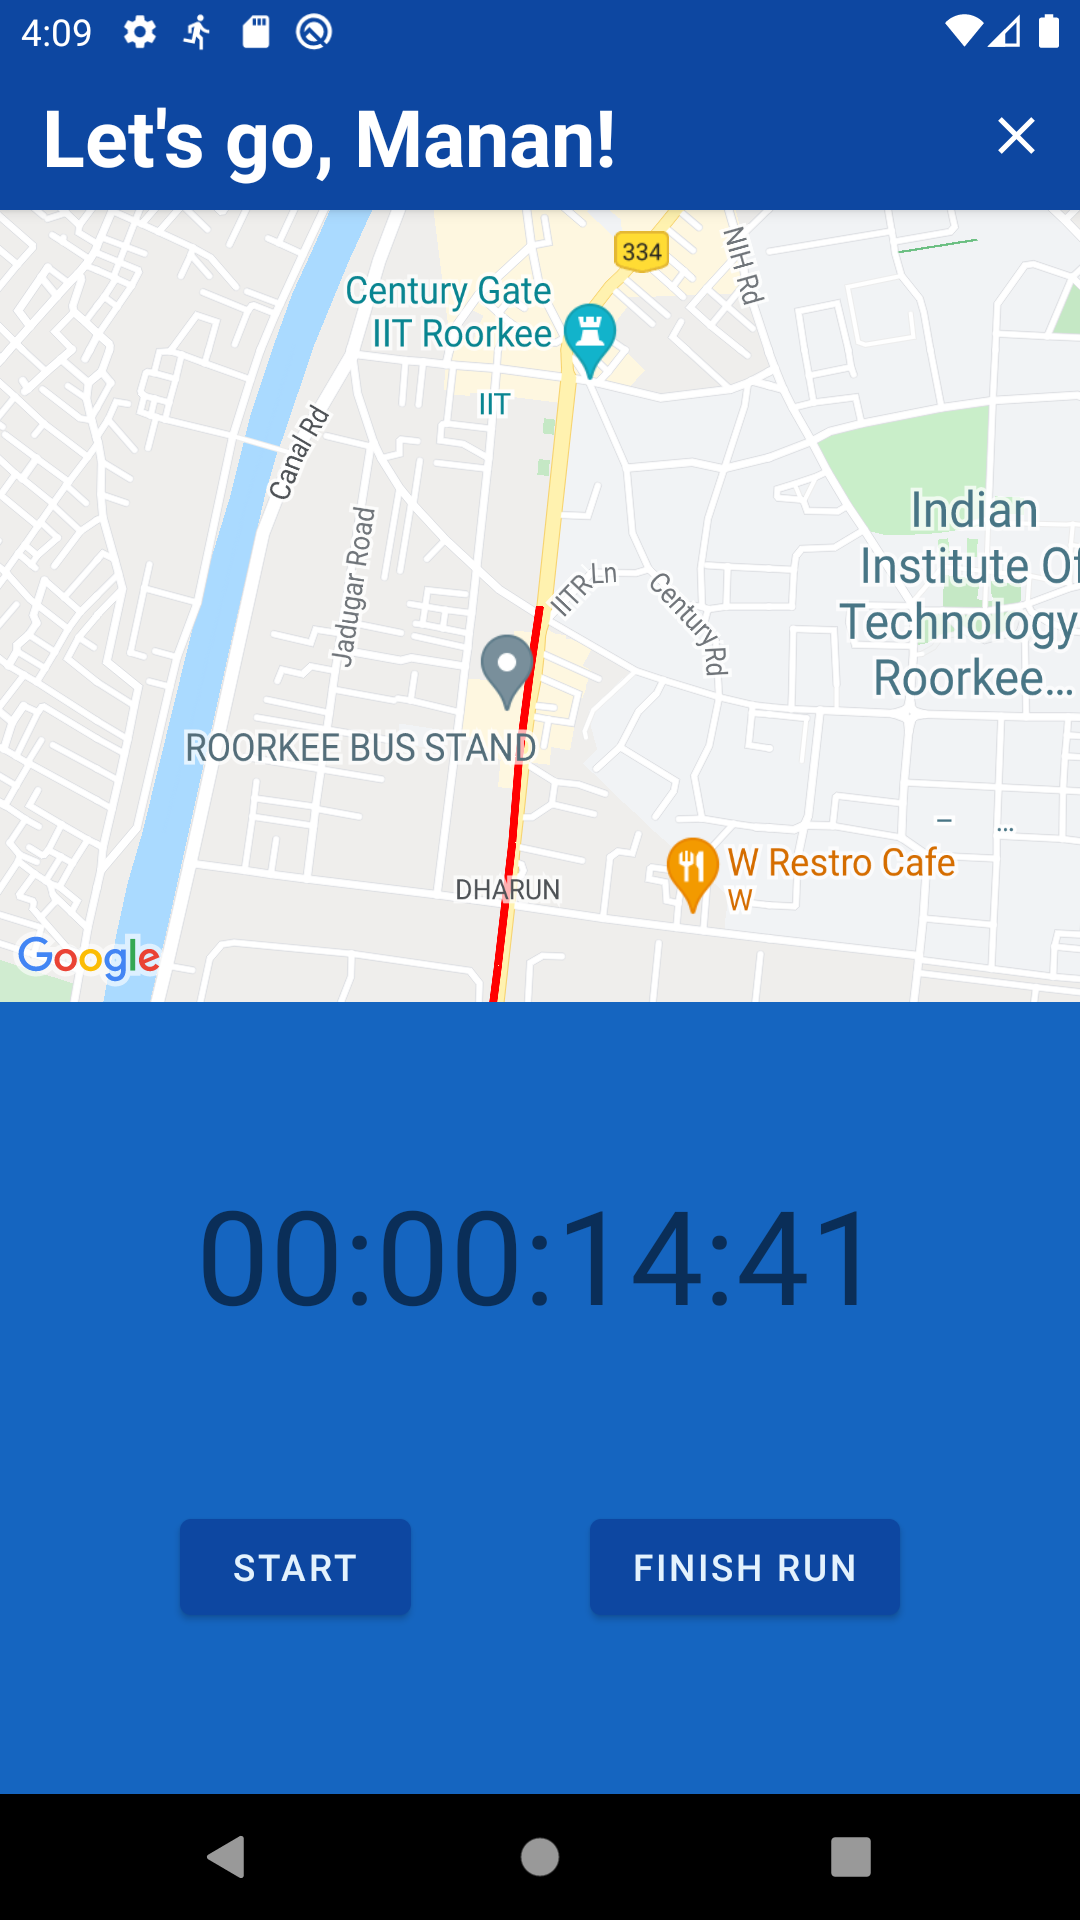 4:09
Let's go, Manan!
334
NIH Rd
Century Gate
IIT Roorkee
IIT
Canal Rd
Jadugar Road
Indian
Institute Of
Technology
Roorkee...
IITR Ln
Century Rd
ROORKEE BUS STAND
W Restro Cafe
W
DHARUN
Google
00:00:14:41
START
FINISH RUN